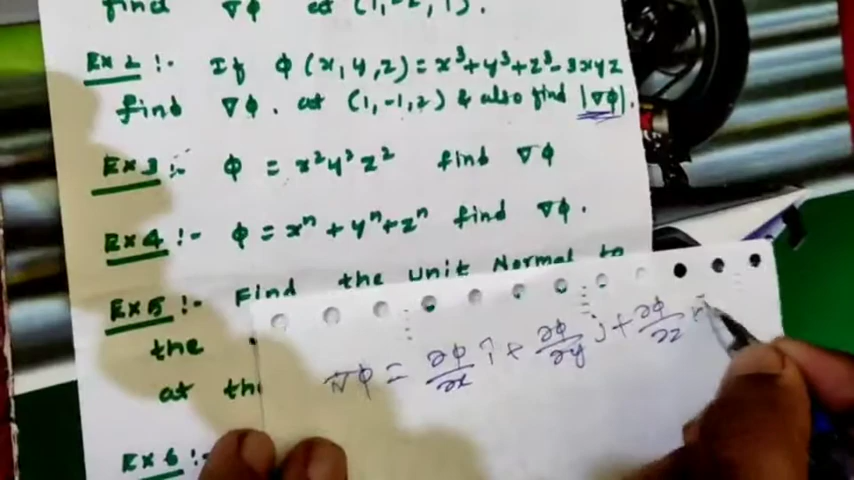 find ∇φ at (1,-2,1).
Ex 2 :- If φ(x,y,z) = x³+y³+z³-3xyz
find ∇φ. at (1,-1,2) & also find |∇φ|.
Ex 3 :- φ = x²y³z² find ∇φ
Ex 4 :- φ = xⁿ + yⁿ + zⁿ find ∇φ.
Ex 5 :- Find the unit Normal to
the
at the
Ex 6 :-
∇φ = ∂φ/∂x î + ∂φ/∂y ĵ + ∂φ/∂z